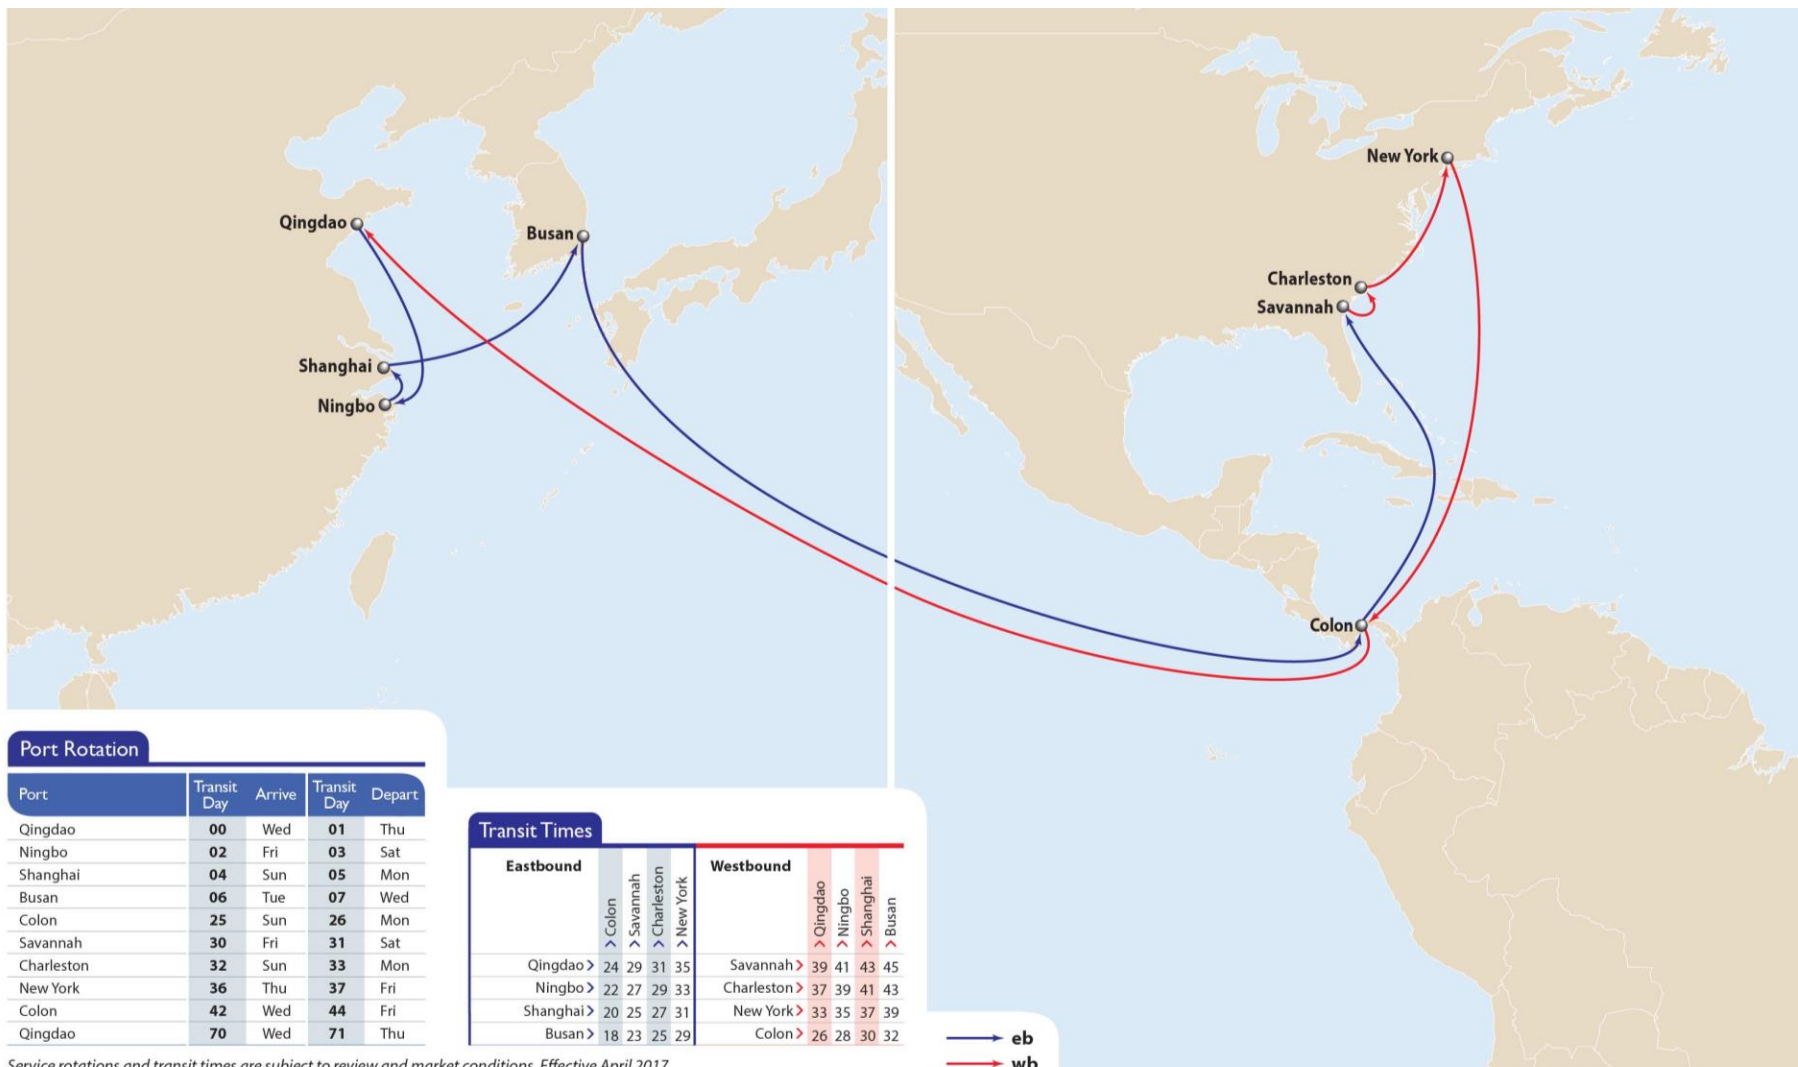 New York
Qingdao
Busan
Charleston
Savannah
Shanghai
Ningbo
Colon
Port Rotation
Port Transit Day Arrive Transit Day Depart
Qingdao 00 Wed 01 Thu
Ningbo 02 Fri 03 Sat
Shanghai 04 Sun 05 Mon
Busan 06 Tue 07 Wed
Colon 25 Sun 26 Mon
Savannah 30 Fri 31 Sat
Charleston 32 Sun 33 Mon
New York 36 Thu 37 Fri
Colon 42 Wed 44 Fri
Qingdao 70 Wed 71 Thu
Transit Times
Eastbound > Colon > Savannah > Charleston > New York
Qingdao > 24 29 31 35
Ningbo > 22 27 29 33
Shanghai > 20 25 27 31
Busan > 18 23 25 29
Westbound > Qingdao > Ningbo > Shanghai > Busan
Savannah > 39 41 43 45
Charleston > 37 39 41 43
New York > 33 35 37 39
Colon > 26 28 30 32
eb
wb
Service rotations and transit times are subject to review and market conditions. Effective April 2017